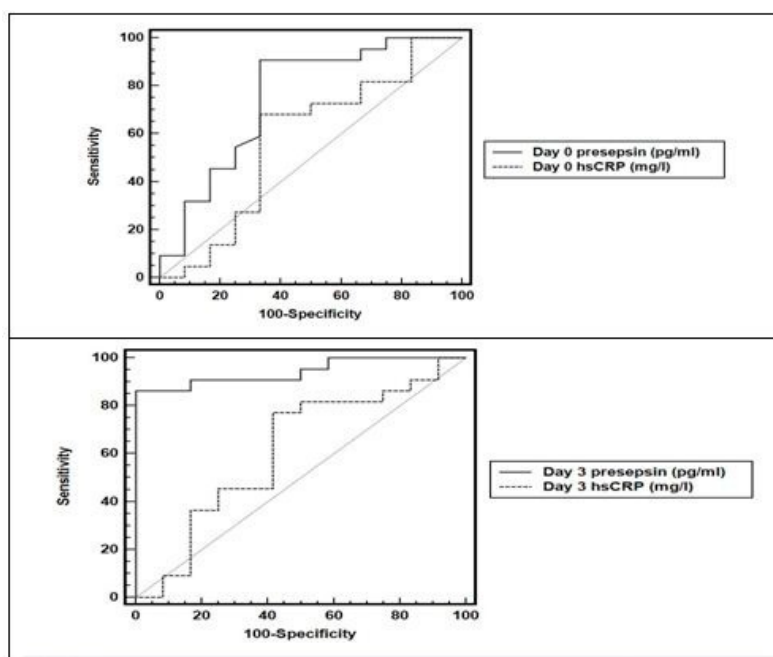 100
80
60
40
20
0
Sensitivity
0 20 40 60 80 100
100-Specificity
Day 0 presepsin (pg/ml)
Day 0 hsCRP (mg/l)
100
80
60
40
20
0
Sensitivity
0 20 40 60 80 100
100-Specificity
Day 3 presepsin (pg/ml)
Day 3 hsCRP (mg/l)